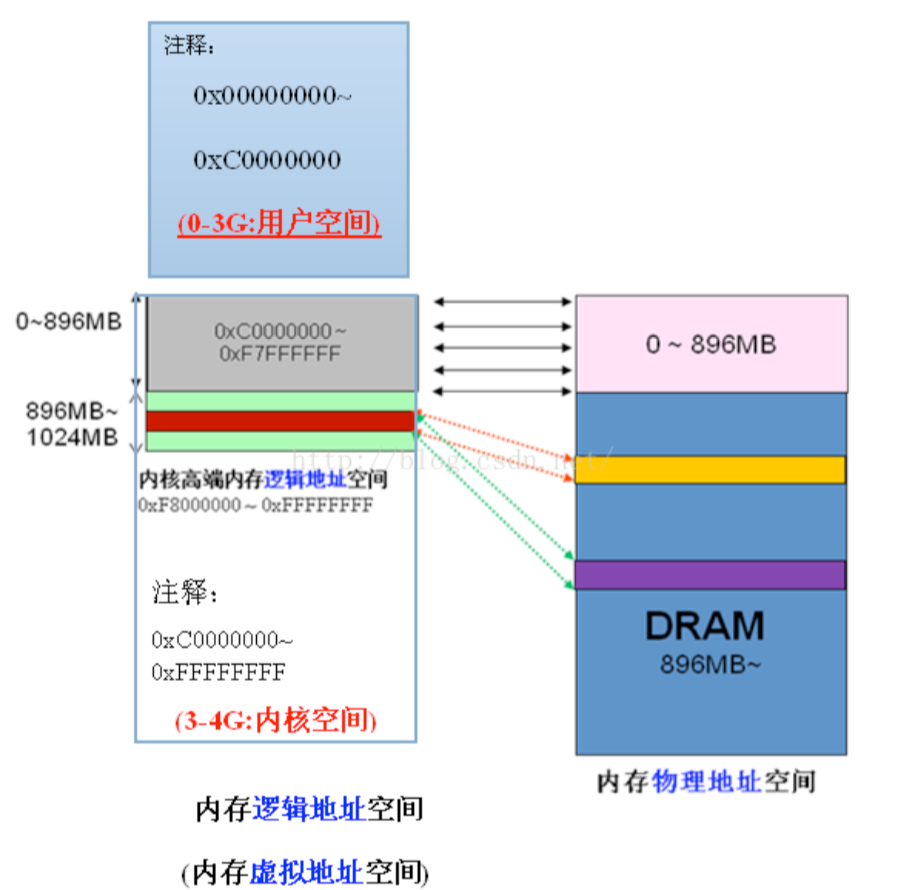 注释：
0x00000000~
0xC0000000
(0-3G:用户空间)
0~896MB
0xC0000000～
0xF7FFFFFF
0 ~ 896MB
896MB~
1024MB
http://blog.csdn.net/
内核高端内存逻辑地址空间
0xF8000000～0xFFFFFFFF
注释：
0xC0000000~
0xFFFFFFFF
(3-4G:内核空间)
DRAM
896MB~
内存物理地址空间
内存逻辑地址空间
(内存虚拟地址空间)